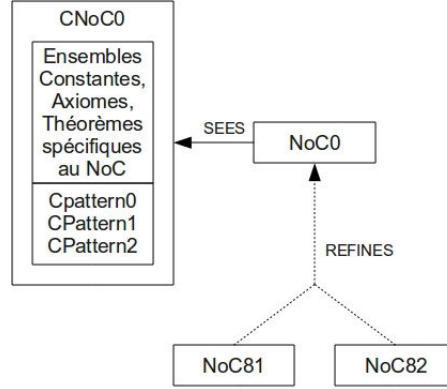 CNoC0
Ensembles
Constantes,
Axiomes,
Théorèmes
spécifiques
au NoC
Cpattern0
CPattern1
CPattern2
SEES
NoC0
REFINES
NoC81
NoC82